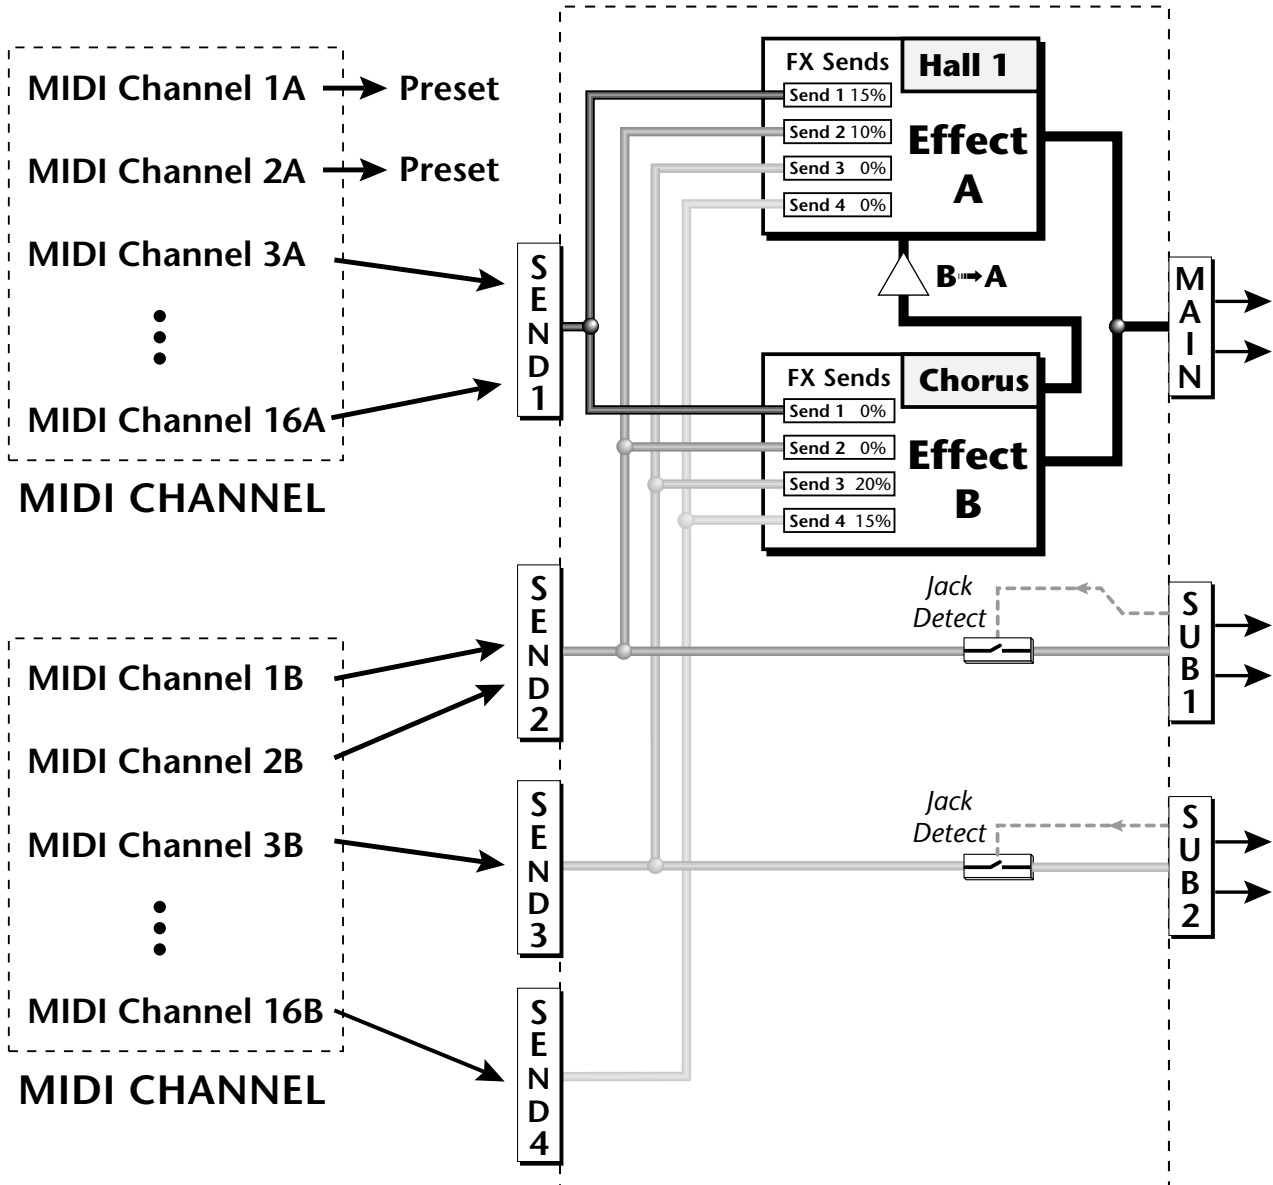 MIDI Channel 1A
Preset
MIDI Channel 2A
Preset
MIDI Channel 3A
MIDI Channel 16A
MIDI CHANNEL
SEND1
FX Sends
Hall 1
Send 1 15%
Send 2 10%
Send 3 0%
Send 4 0%
Effect
A
B A
FX Sends
Chorus
Send 1 0%
Send 2 0%
Send 3 20%
Send 4 15%
Effect
B
MAIN
MIDI Channel 1B
MIDI Channel 2B
MIDI Channel 3B
MIDI Channel 16B
MIDI CHANNEL
SEND2
Jack
Detect
SUB1
SEND3
Jack
Detect
SUB2
SEND4